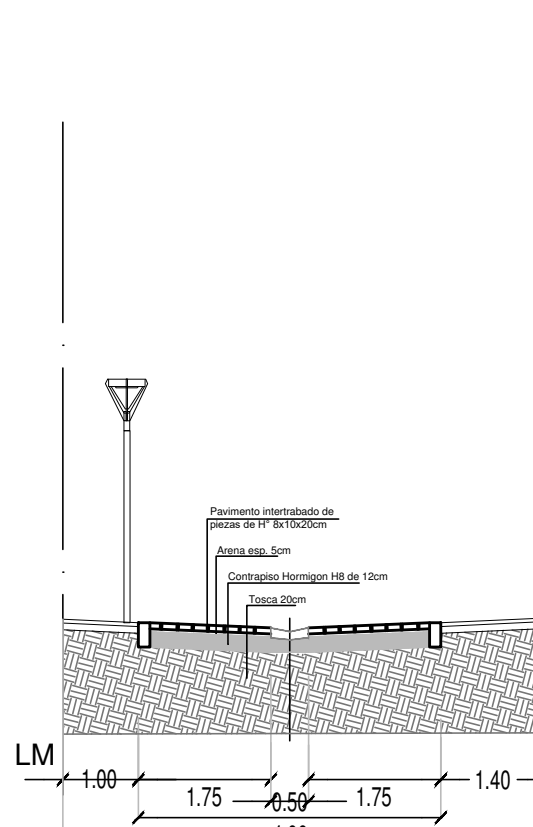 Pavimento intertrabado de
piezas de H° 8x10x20cm
Arena esp. 5cm
Contrapiso Hormigon H8 de 12cm
Tosca 20cm
LM
1.00
1.40
1.75
0.50
1.75